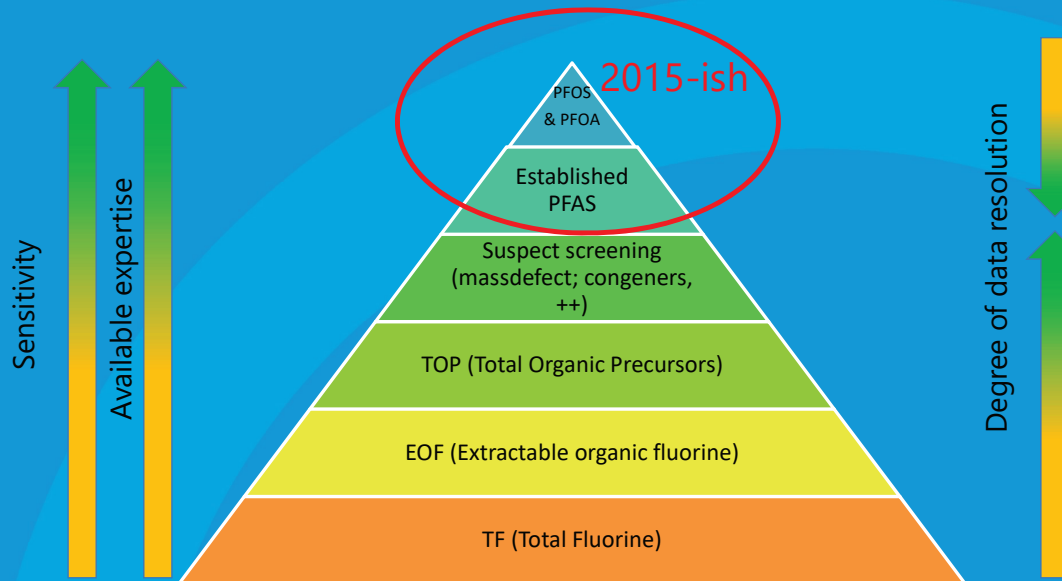 2015-ish
PFOS
& PFOA
Established
PFAS
Suspect screening
(massdefect; congeners,
++)
TOP (Total Organic Precursors)
EOF (Extractable organic fluorine)
TF (Total Fluorine)
Sensitivity
Available expertise
Degree of data resolution